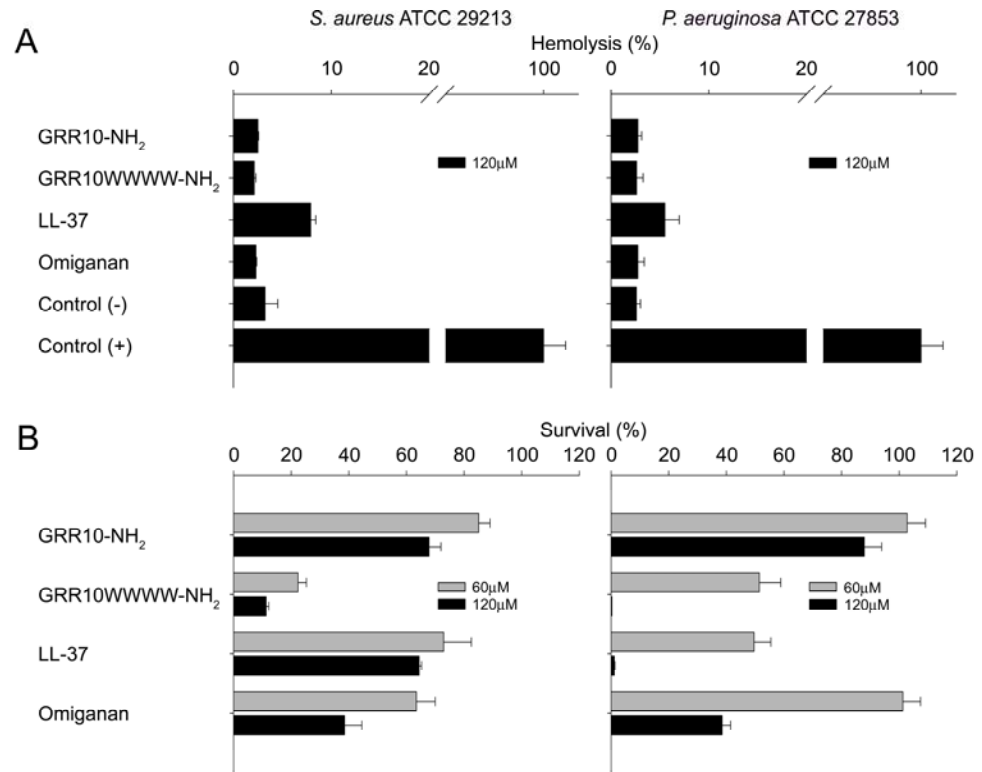 S. aureus ATCC 29213 P. aeruginosa ATCC 27853
A
Hemolysis (%)
0 10 20 100 0 10 20 100
GRR10-NH2
120µM 120µM
GRR10WWWW-NH2
LL-37
Omiganan
Control (-)
Control (+)
B
Survival (%)
0 20 40 60 80 100 120 0 20 40 60 80 100 120
GRR10-NH2
GRR10WWWW-NH2
60µM 60µM
120µM 120µM
LL-37
Omiganan